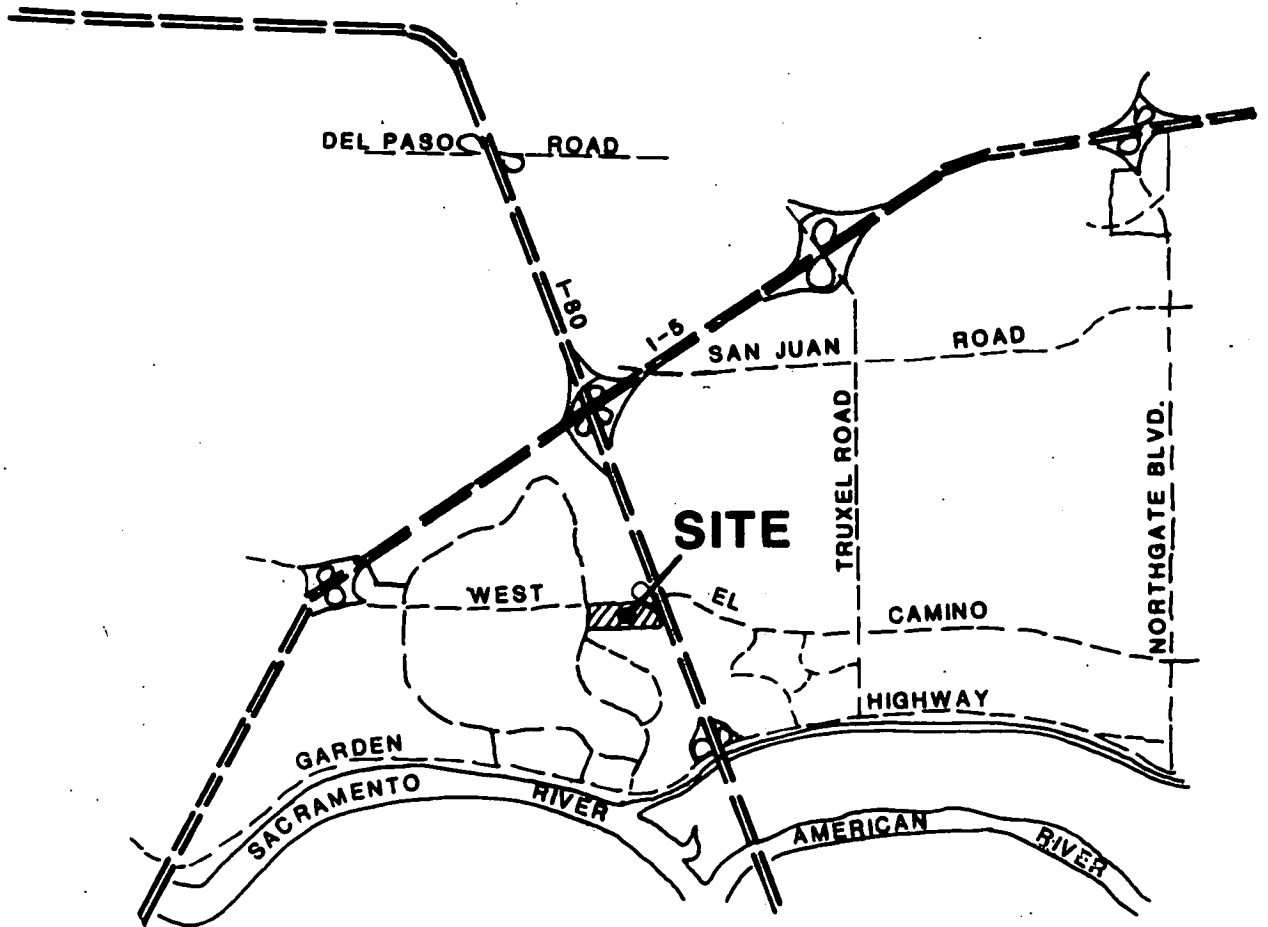 DEL PASO ROAD
I-80
I-5
SAN JUAN ROAD
TRUXEL ROAD
NORTHGATE BLVD.
SITE
WEST EL CAMINO
HIGHWAY
GARDEN
SACRAMENTO RIVER
AMERICAN RIVER